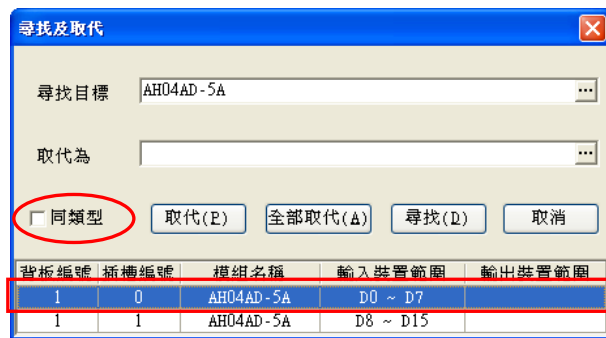 尋找及取代
尋找目標 AH04AD-5A ...
取代為 ...
同類型 取代(P) 全部取代(A) 尋找(D) 取消
背板編號 插槽編號 模組名稱 輸入裝置範圍 輸出裝置範圍
1 0 AH04AD-5A D0 ~ D7
1 1 AH04AD-5A D8 ~ D15